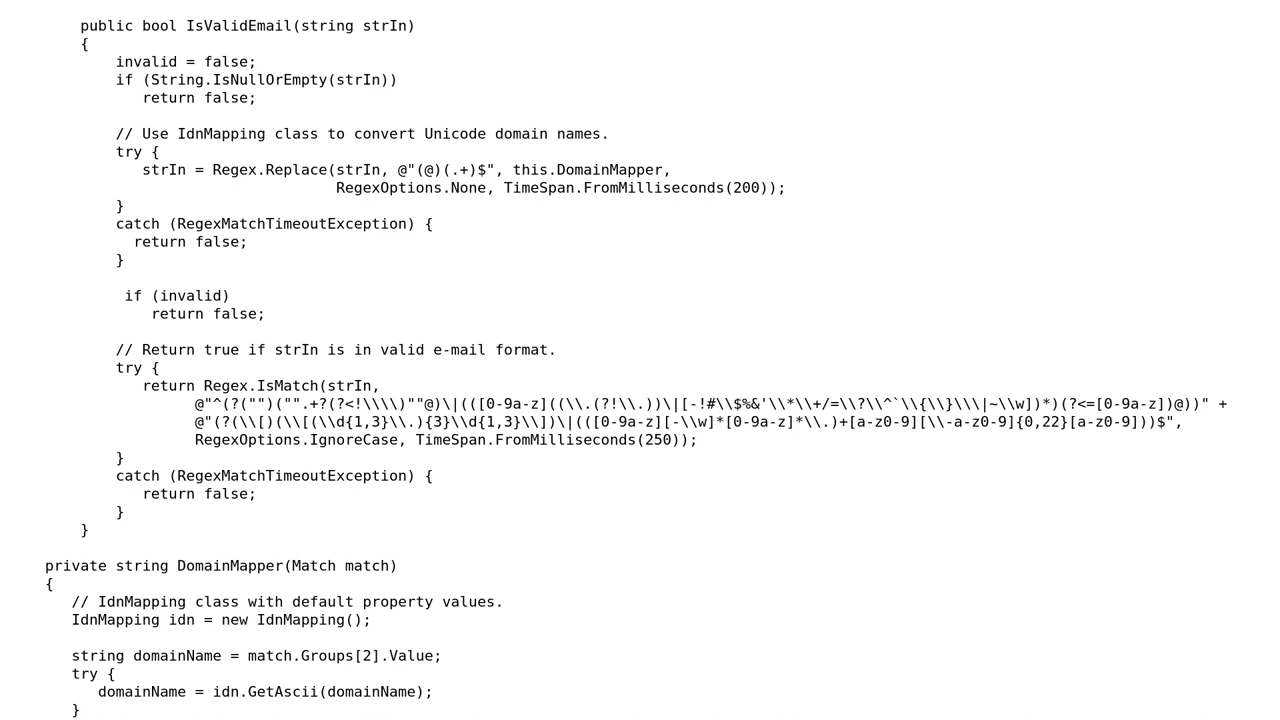 public bool IsValidEmail(string strIn)
{
invalid = false;
if (String.IsNullOrEmpty(strIn))
return false;
// Use IdnMapping class to convert Unicode domain names.
try {
strIn = Regex.Replace(strIn, @"(@)(.+)$", this.DomainMapper,
RegexOptions.None, TimeSpan.FromMilliseconds(200));
}
catch (RegexMatchTimeoutException) {
return false;
}
if (invalid)
return false;
// Return true if strIn is in valid e-mail format.
try {
return Regex.IsMatch(strIn,
@"^(?("")("".+?(?<!\\\\)""@)\|(([0-9a-z]((\\.(?!\\.))\|[-!#\\$%&'\\*\\+/=\\?\\^`\\{\\}\\\|~\\w])*)(?<=[0-9a-z])@))" +
@"(?(\\[)(\\[(\\d{1,3}\\.){3}\\d{1,3}\\])\|(([0-9a-z][-\\w]*[0-9a-z]*\\.)+[a-z0-9][\\-a-z0-9]{0,22}[a-z0-9]))$",
RegexOptions.IgnoreCase, TimeSpan.FromMilliseconds(250));
}
catch (RegexMatchTimeoutException) {
return false;
}
}
private string DomainMapper(Match match)
{
// IdnMapping class with default property values.
IdnMapping idn = new IdnMapping();
string domainName = match.Groups[2].Value;
try {
domainName = idn.GetAscii(domainName);
}